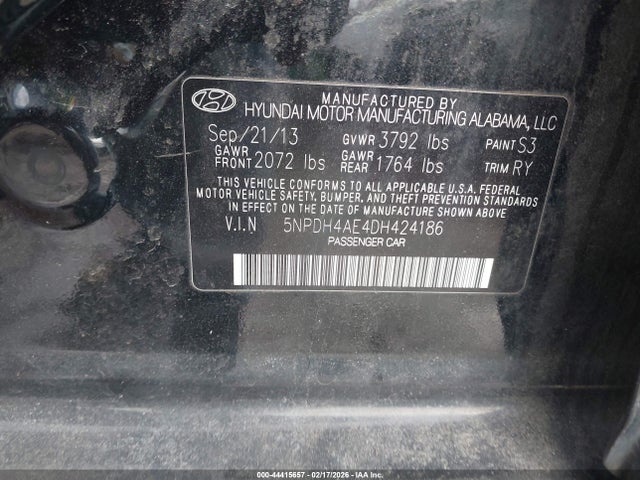 MANUFACTURED BY
HYUNDAI MOTOR MANUFACTURING ALABAMA, LLC
Sep/21/13 GVWR 3792 lbs PAINT S3
GAWR FRONT 2072 lbs GAWR REAR 1764 lbs TRIM RY
THIS VEHICLE CONFORMS TO ALL APPLICABLE U.S.A. FEDERAL
MOTOR VEHICLE SAFETY, BUMPER, AND THEFT PREVENTION STANDARDS
IN EFFECT ON THE DATE OF MANUFACTURE SHOWN ABOVE.
V.I.N 5NPDH4AE4DH424186
PASSENGER CAR
000-44415657 - 02/17/2026 - IAA Inc.